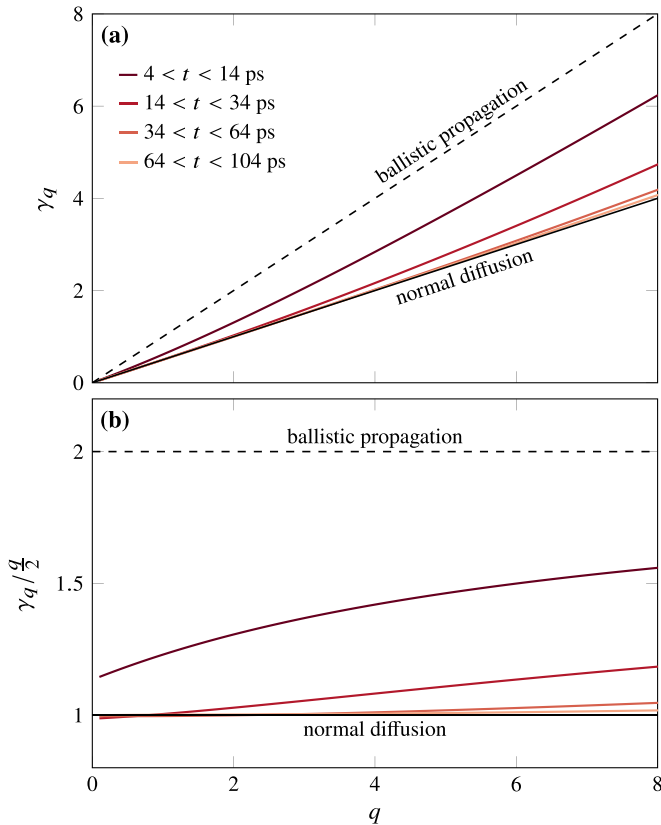 (a)
8
6
4
2
0
γq
4 < t < 14 ps
14 < t < 34 ps
34 < t < 64 ps
64 < t < 104 ps
ballistic propagation
normal diffusion
(b)
2
1.5
1
γq / q/2
ballistic propagation
normal diffusion
0 2 4 6 8
q